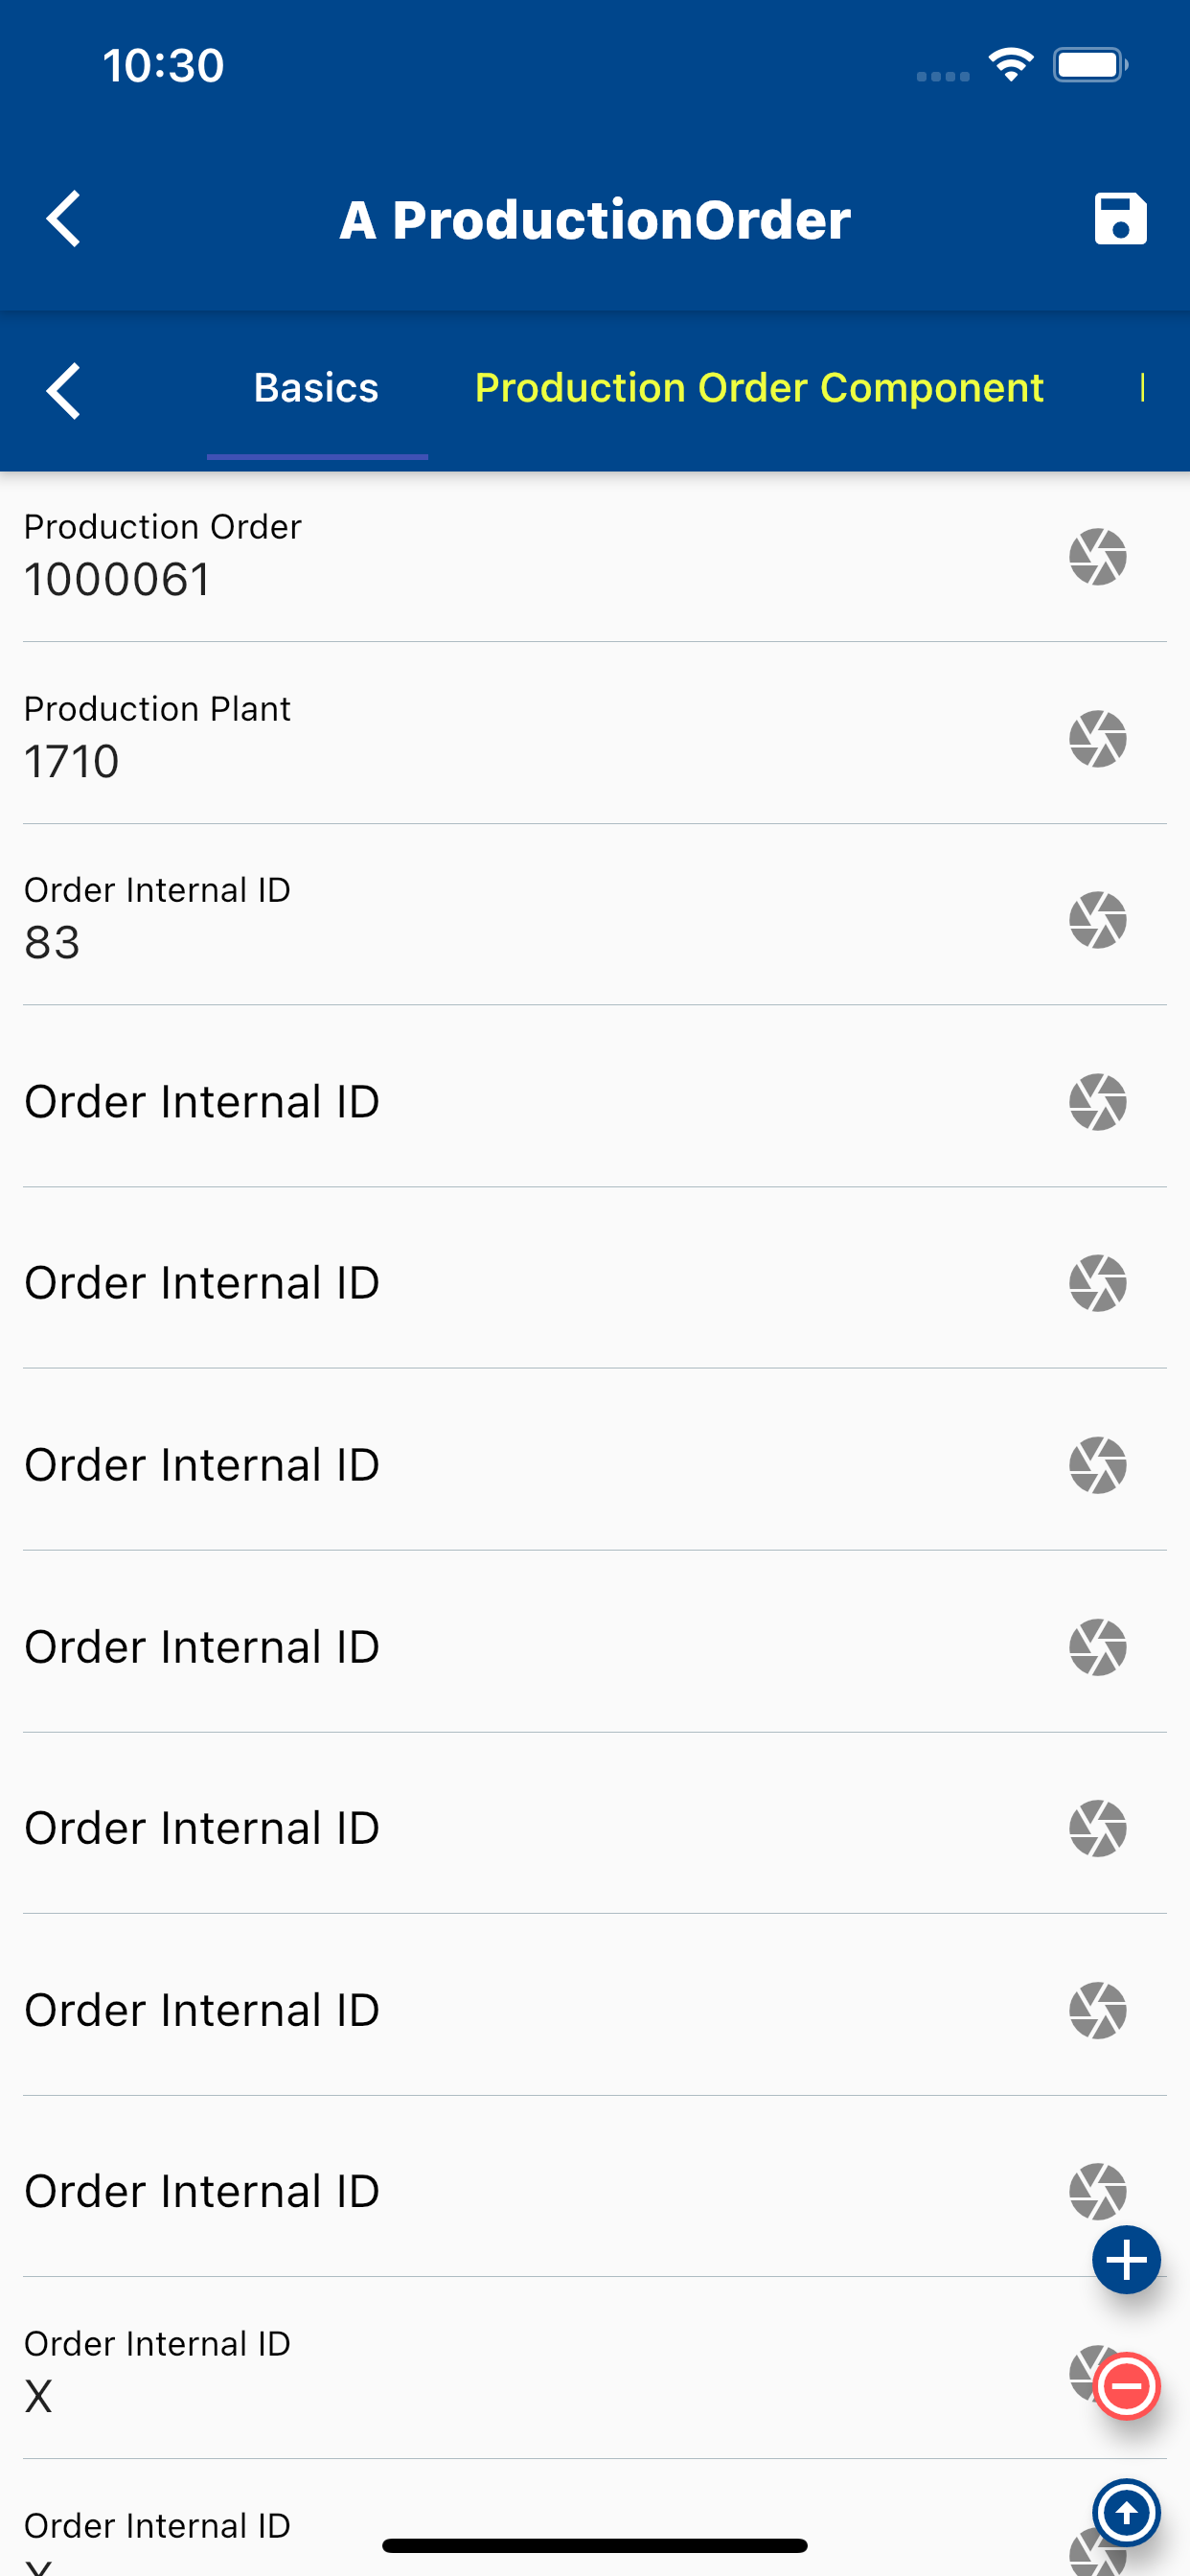 10:30
A ProductionOrder
Basics
Production Order Component
Production Order
1000061
Production Plant
1710
Order Internal ID
83
Order Internal ID
Order Internal ID
Order Internal ID
Order Internal ID
Order Internal ID
Order Internal ID
Order Internal ID
Order Internal ID
X
Order Internal ID